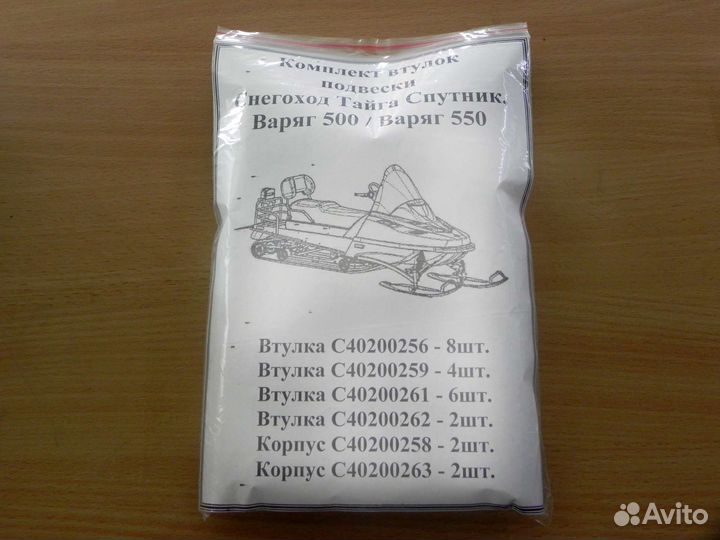 Комплект втулок
подвески
Снегоход Тайга Спутник,
Варяг 500 / Варяг 550
Втулка С40200256 - 8шт.
Втулка С40200259 - 4шт.
Втулка С40200261 - 6шт.
Втулка С40200262 - 2шт.
Корпус С40200258 - 2шт.
Корпус С40200263 - 2шт.
Avito